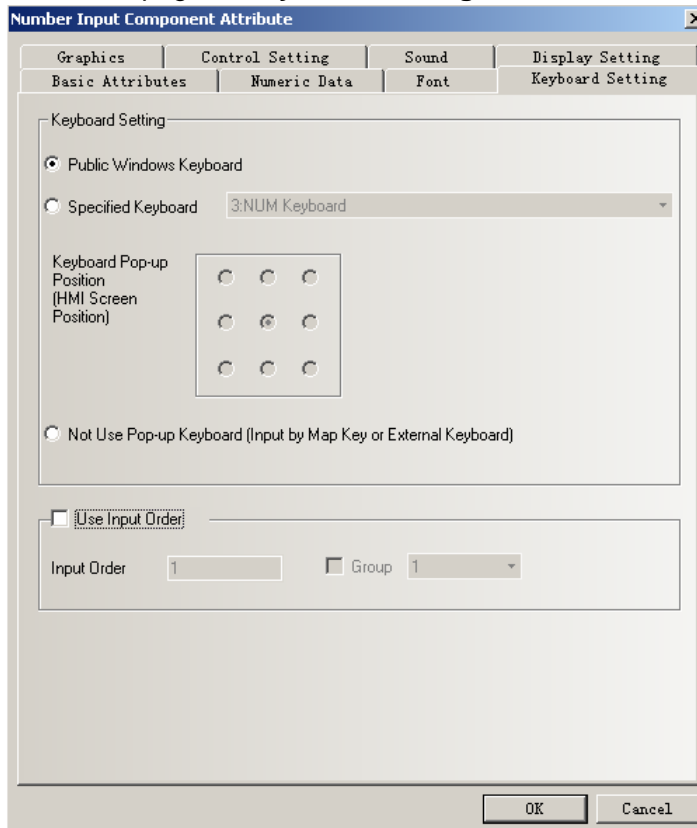 Number Input Component Attribute
Graphics Control Setting Sound Display Setting
Basic Attributes Numeric Data Font Keyboard Setting
Keyboard Setting
Public Windows Keyboard
Specified Keyboard 3:NUM Keyboard
Keyboard Pop-up
Position
(HMI Screen
Position)
Not Use Pop-up Keyboard (Input by Map Key or External Keyboard)
Use Input Order
Input Order 1 Group 1
OK Cancel